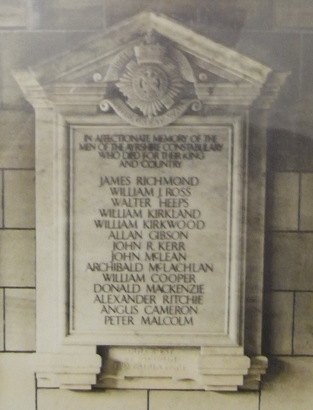 IN AFFECTIONATE MEMORY OF THE
MEN OF THE AYRSHIRE CONSTABULARY
WHO DIED FOR THEIR KING
AND COUNTRY
JAMES RICHMOND
WILLIAM J. ROSS
WALTER HEEPS
WILLIAM KIRKLAND
WILLIAM KIRKWOOD
ALLAN GIBSON
JOHN R. KERR
JOHN McLEAN
ARCHIBALD McLACHLAN
WILLIAM COOPER
DONALD MACKENZIE
ALEXANDER RITCHIE
ANGUS CAMERON
PETER MALCOLM